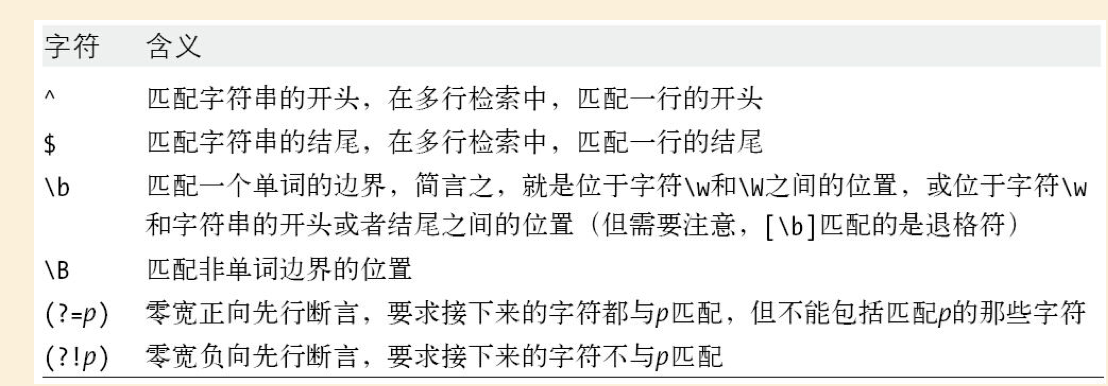 字符 含义
^ 匹配字符串的开头，在多行检索中，匹配一行的开头
$ 匹配字符串的结尾，在多行检索中，匹配一行的结尾
\b 匹配一个单词的边界，简言之，就是位于字符\w和\W之间的位置，或位于字符\w
和字符串的开头或者结尾之间的位置（但需要注意，[\b]匹配的是退格符）
\B 匹配非单词边界的位置
(?=p) 零宽正向先行断言，要求接下来的字符都与p匹配，但不能包括匹配p的那些字符
(?!p) 零宽负向先行断言，要求接下来的字符不与p匹配